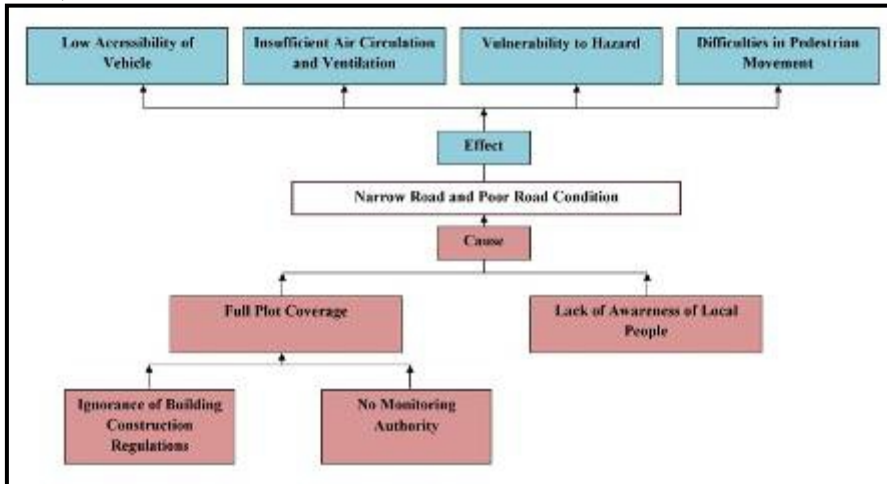 Low Accessibility of
Vehicle
Insufficient Air Circulation
and Ventilation
Vulnerability to Hazard
Difficulties in Pedestrian
Movement
Effect
Narrow Road and Poor Road Condition
Cause
Full Plot Coverage
Lack of Awareness of Local
People
Ignorance of Building
Construction
Regulations
No Monitoring
Authority